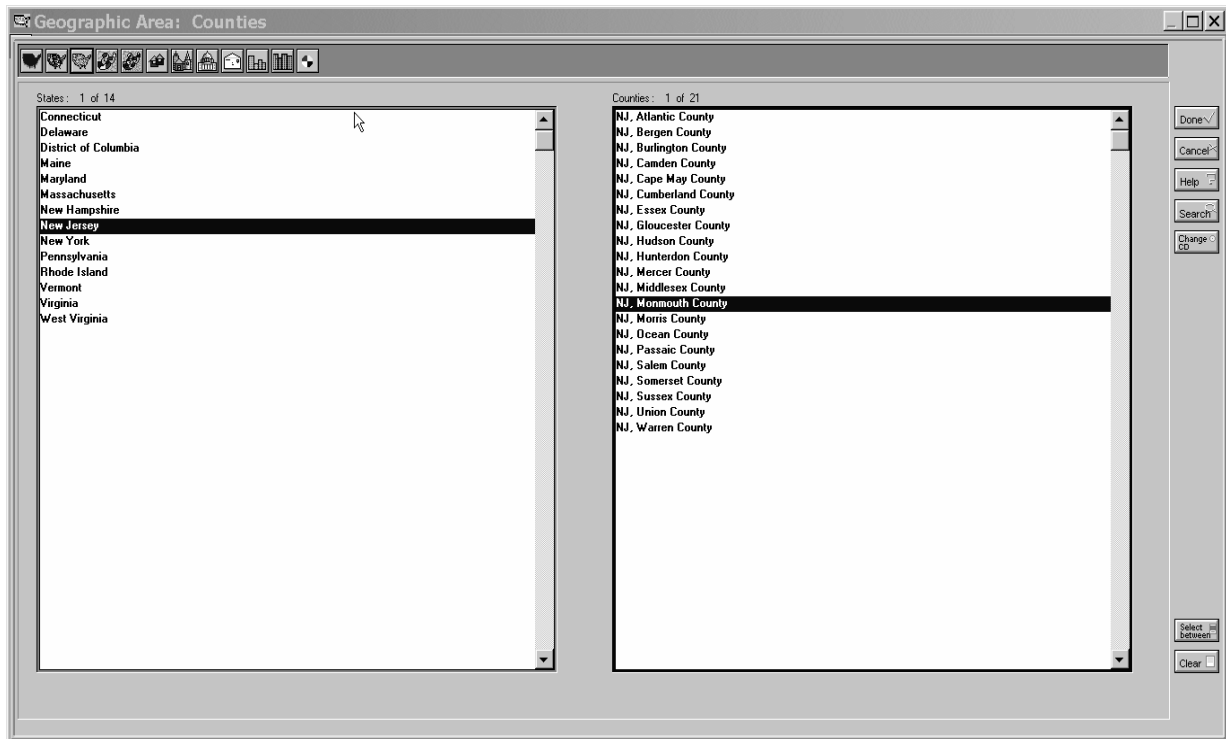 Geographic Area: Counties
States: 1 of 14
Connecticut
Delaware
District of Columbia
Maine
Maryland
Massachusetts
New Hampshire
New Jersey
New York
Pennsylvania
Rhode Island
Vermont
Virginia
West Virginia
Counties: 1 of 21
NJ, Atlantic County
NJ, Bergen County
NJ, Burlington County
NJ, Camden County
NJ, Cape May County
NJ, Cumberland County
NJ, Essex County
NJ, Gloucester County
NJ, Hudson County
NJ, Hunterdon County
NJ, Mercer County
NJ, Middlesex County
NJ, Monmouth County
NJ, Morris County
NJ, Ocean County
NJ, Passaic County
NJ, Salem County
NJ, Somerset County
NJ, Sussex County
NJ, Union County
NJ, Warren County
Done
Cancel
Help
Search
Change
CD
Select
between
Clear